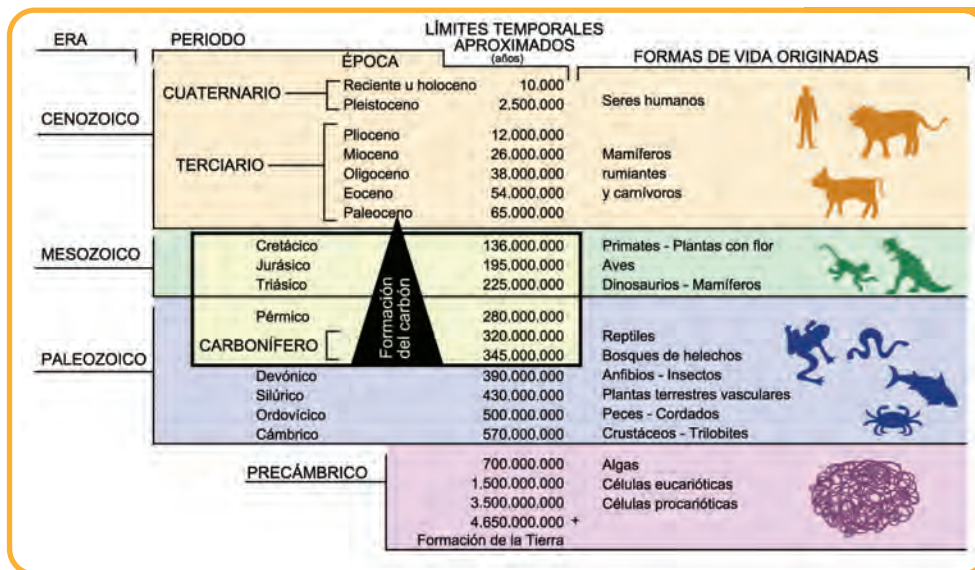 ERA PERIODO ÉPOCA LÍMITES TEMPORALES APROXIMADOS (años) FORMAS DE VIDA ORIGINADAS
CENOZOICO
CUATERNARIO
Reciente u holoceno 10.000
Pleistoceno 2.500.000 Seres humanos
TERCIARIO
Plioceno 12.000.000
Mioceno 26.000.000 Mamíferos
Oligoceno 38.000.000 rumiantes
Eoceno 54.000.000 y carnívoros
Paleoceno 65.000.000
MESOZOICO
Cretácico 136.000.000 Primates - Plantas con flor
Jurásico 195.000.000 Aves
Triásico 225.000.000 Dinosaurios - Mamíferos
Formación
del carbón
PALEOZOICO
Pérmico 280.000.000
CARBONÍFERO 320.000.000 Reptiles
345.000.000 Bosques de helechos
Devónico 390.000.000 Anfibios - Insectos
Silúrico 430.000.000 Plantas terrestres vasculares
Ordovícico 500.000.000 Peces - Cordados
Cámbrico 570.000.000 Crustáceos - Trilobites
PRECÁMBRICO
700.000.000 Algas
1.500.000.000 Células eucarióticas
3.500.000.000 Células procarióticas
4.650.000.000 +
Formación de la Tierra